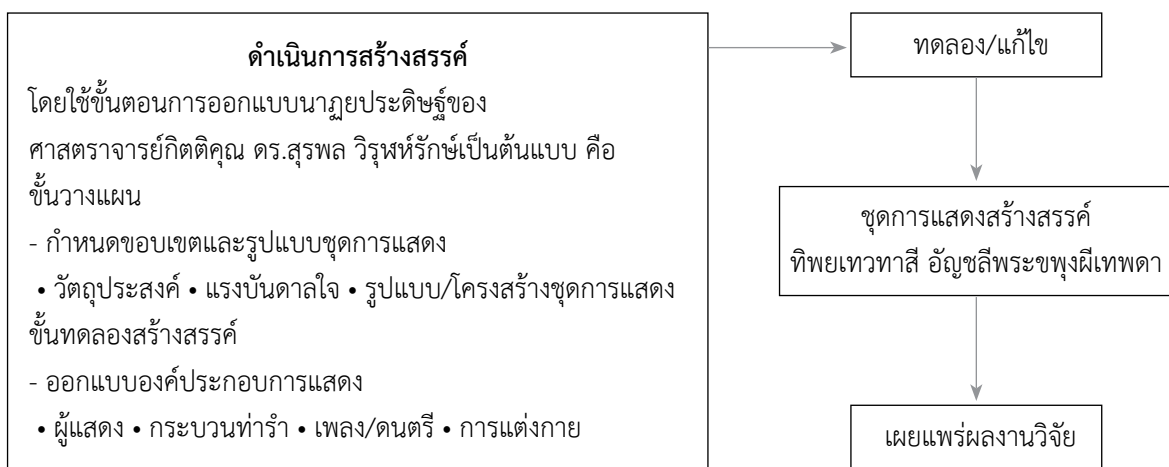 ดำเนินการสร้างสรรค์
โดยใช้ขั้นตอนการออกแบบนาฏยประดิษฐ์ของ
ศาสตราจารย์กิตติคุณ ดร.สุรพล วิรุฬห์รักษ์เป็นต้นแบบ คือ
ขั้นวางแผน
- กำหนดขอบเขตและรูปแบบชุดการแสดง
• วัตถุประสงค์ • แรงบันดาลใจ • รูปแบบ/โครงสร้างชุดการแสดง
ขั้นทดลองสร้างสรรค์
- ออกแบบองค์ประกอบการแสดง
• ผู้แสดง • กระบวนท่ารำ • เพลง/ดนตรี • การแต่งกาย
ทดลอง/แก้ไข
ชุดการแสดงสร้างสรรค์
ทิพยเทวทาสี อัญชลีพระขพุงผีเทพดา
เผยแพร่ผลงานวิจัย